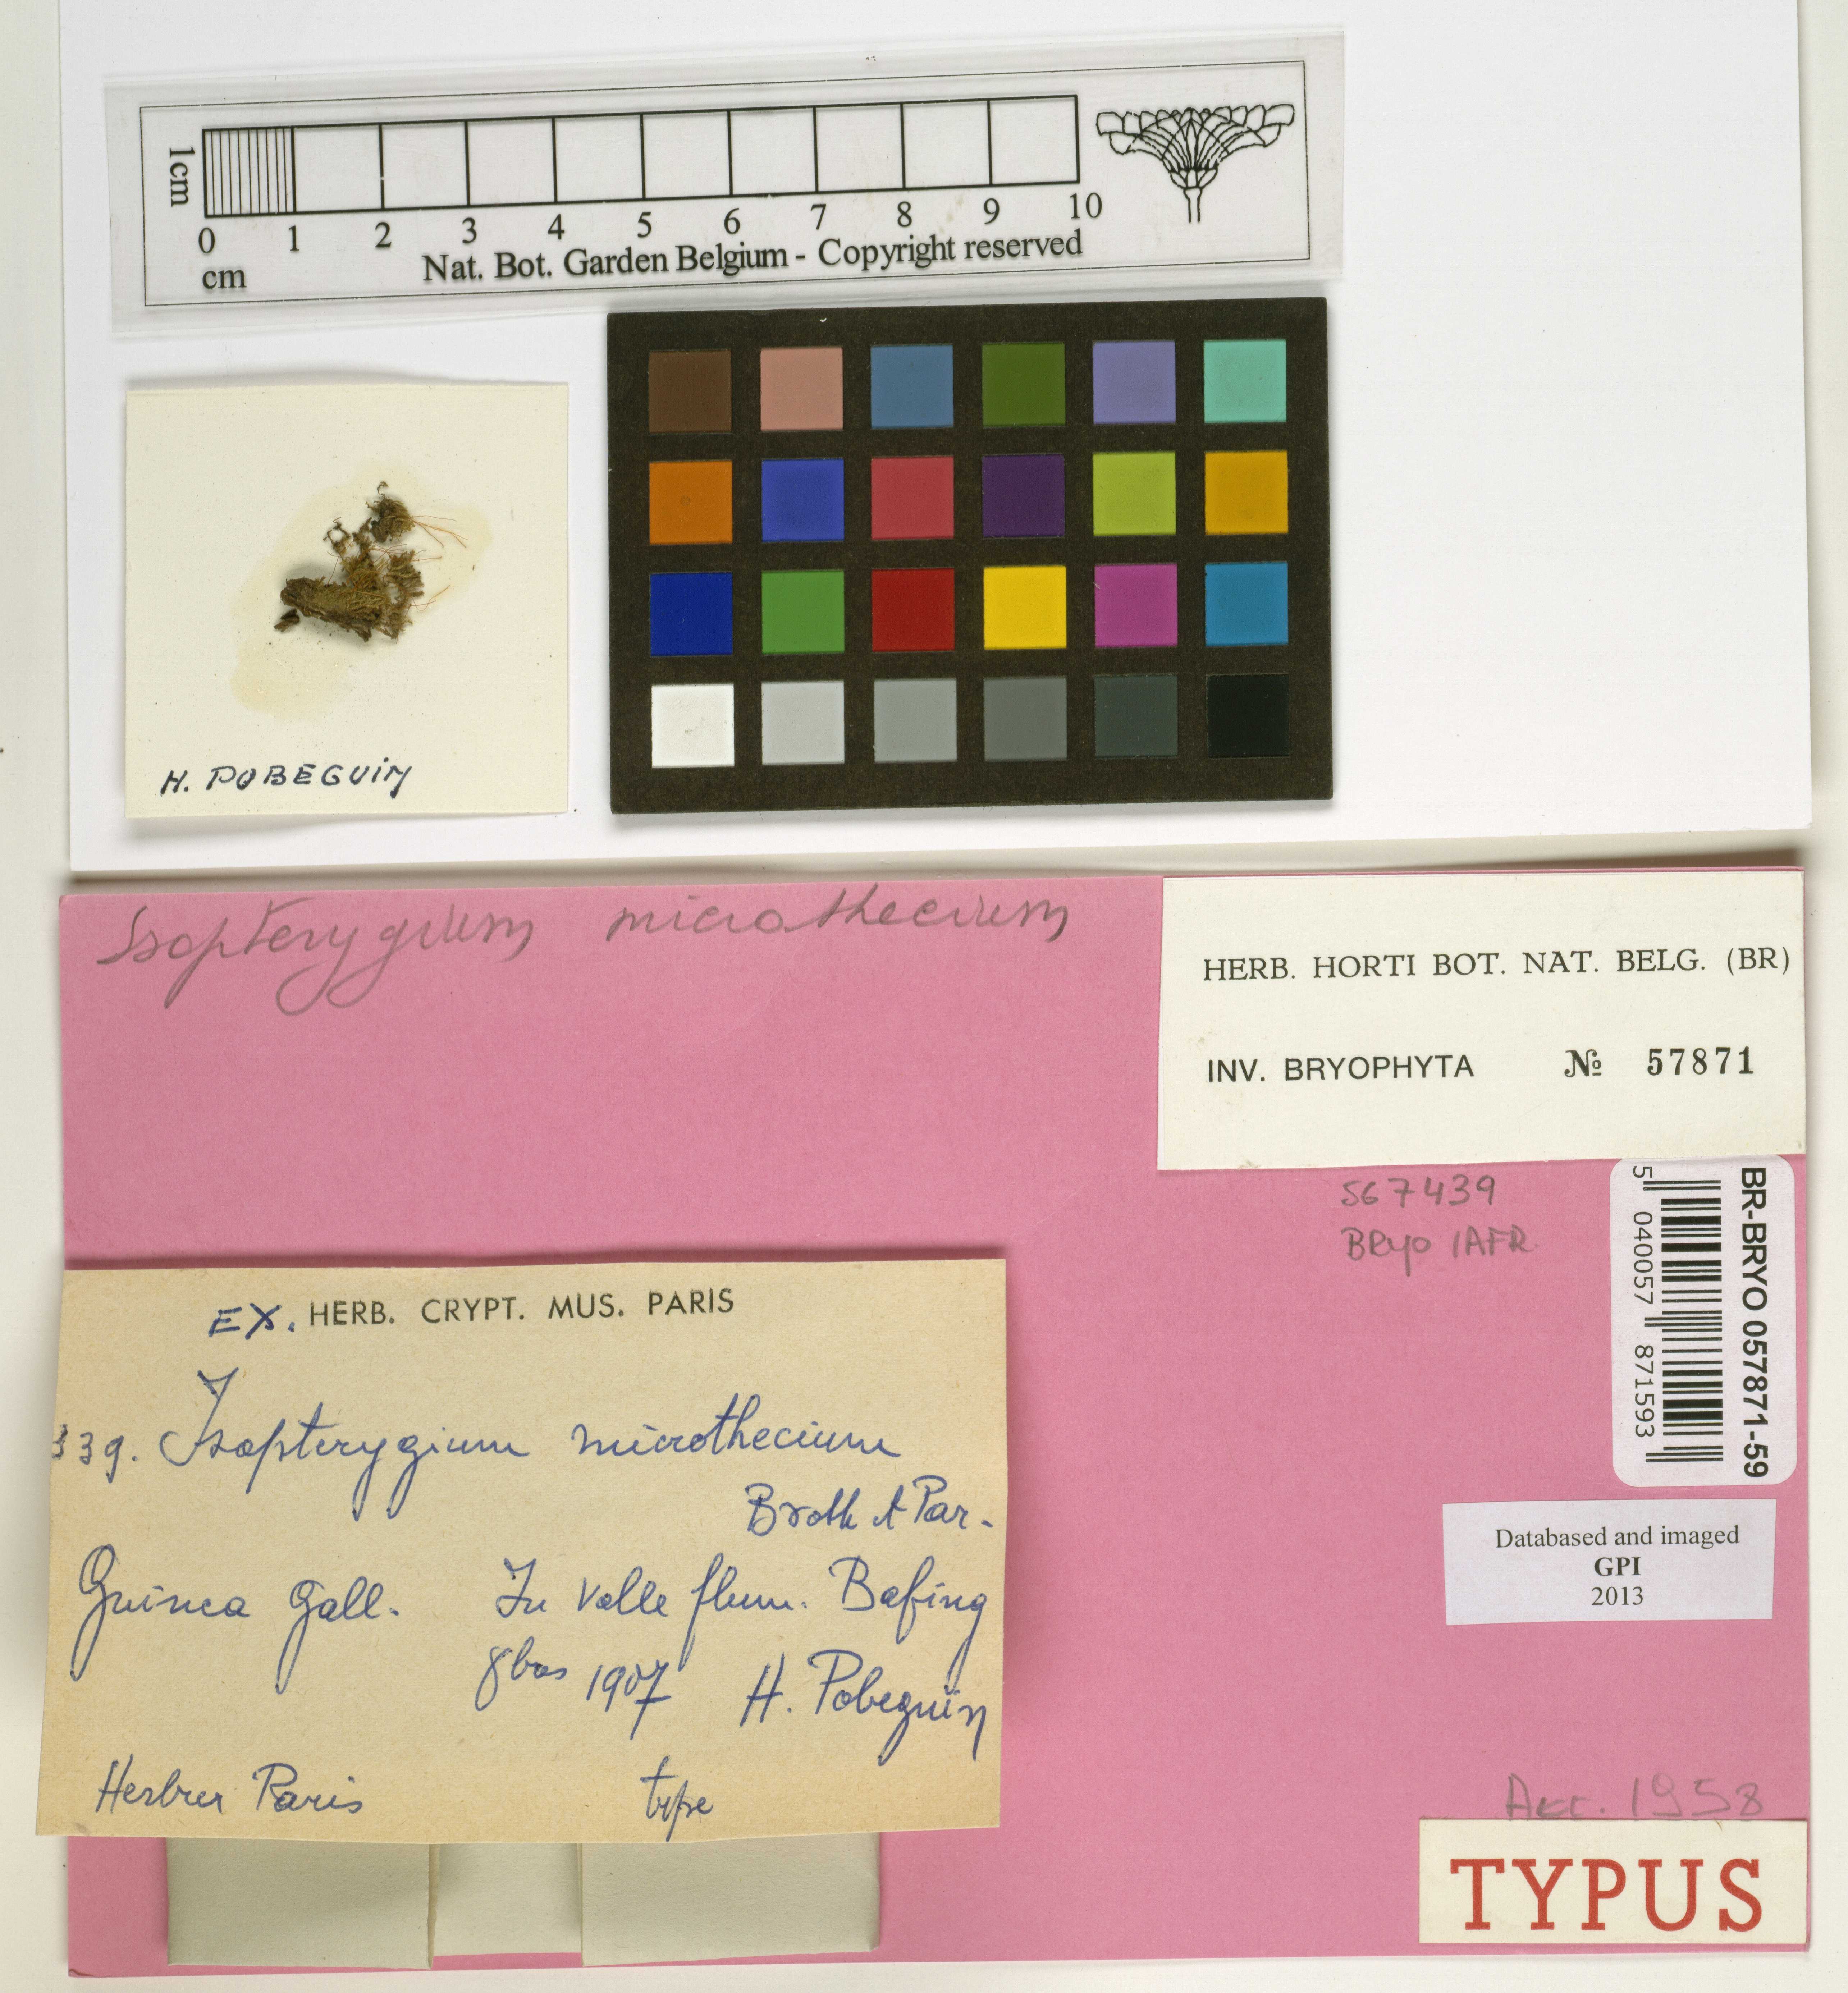 1cm
0 1 2 3 4 5 6 7 8 9 10
cm
Nat. Bot. Garden Belgium - Copyright reserved
H. POBEGUIN
Isopterygium microthecium
HERB. HORTI BOT. NAT. BELG. (BR)
INV. BRYOPHYTA № 57871
567439
BRyo IAFR
BR-BRYO 057871-59
5 040057 871593
EX. HERB. CRYPT. MUS. PARIS
339. Isopterygium microthecium
Broth et Par.
Guinea Gall. In Valle flum. Bafing
8bre 1907 H. Pobeguin
Herbier Paris type
Databased and imaged
GPI
2013
Acc. 1958
TYPUS